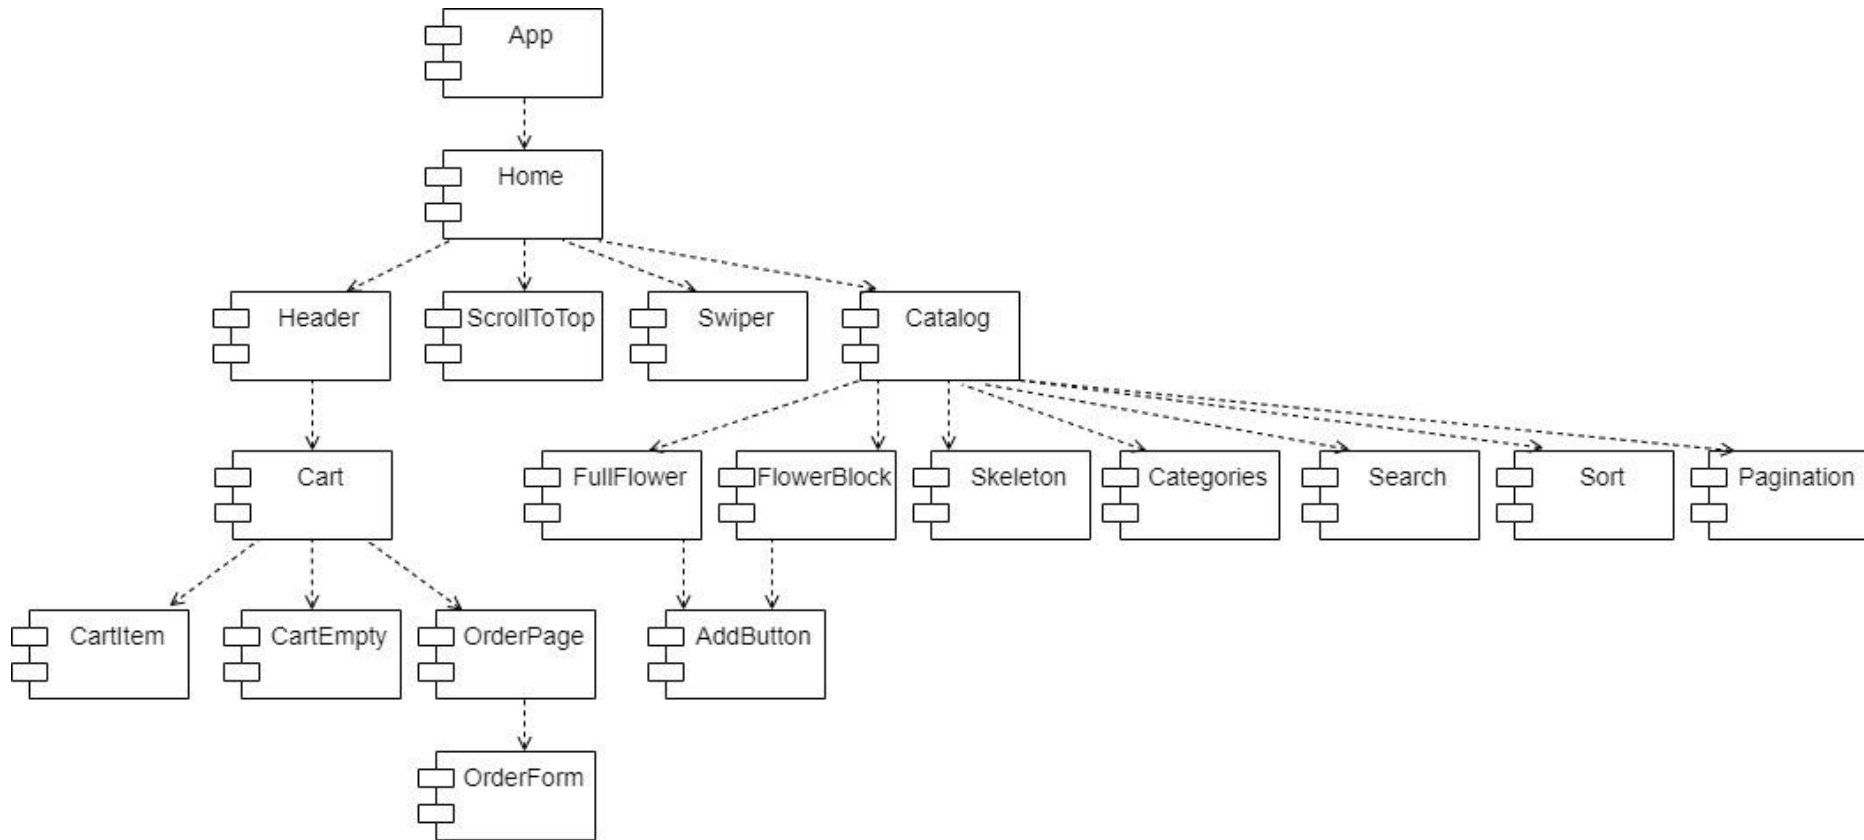 App
Home
Header
ScrollToTop
Swiper
Catalog
Cart
FullFlower
FlowerBlock
Skeleton
Categories
Search
Sort
Pagination
CartItem
CartEmpty
OrderPage
AddButton
OrderForm